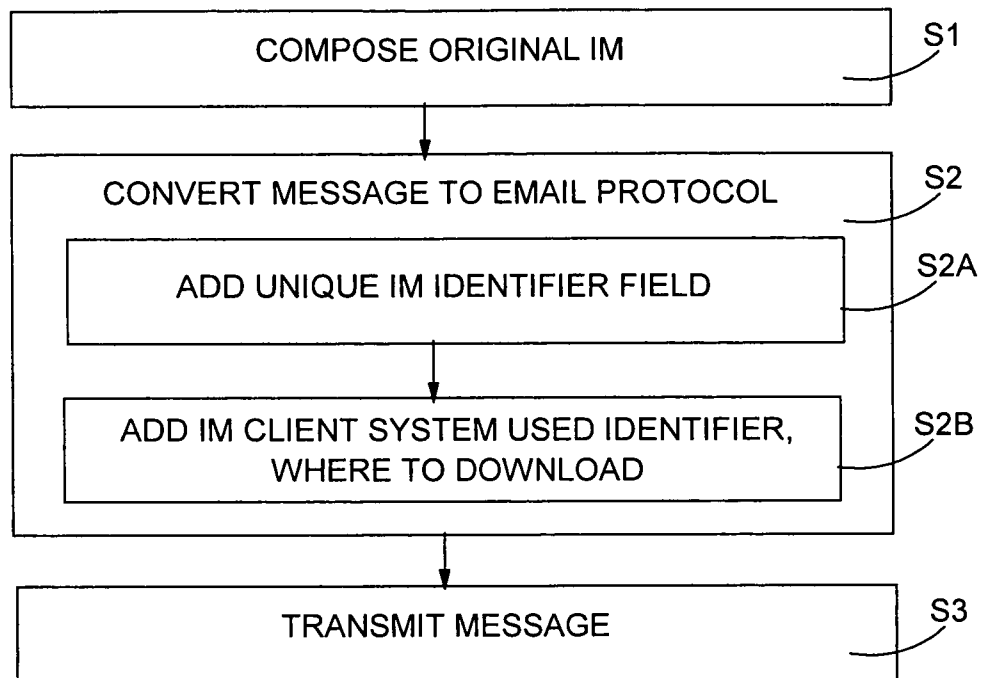 COMPOSE ORIGINAL IM
S1
CONVERT MESSAGE TO EMAIL PROTOCOL
S2
ADD UNIQUE IM IDENTIFIER FIELD
S2A
ADD IM CLIENT SYSTEM USED IDENTIFIER,
WHERE TO DOWNLOAD
S2B
TRANSMIT MESSAGE
S3